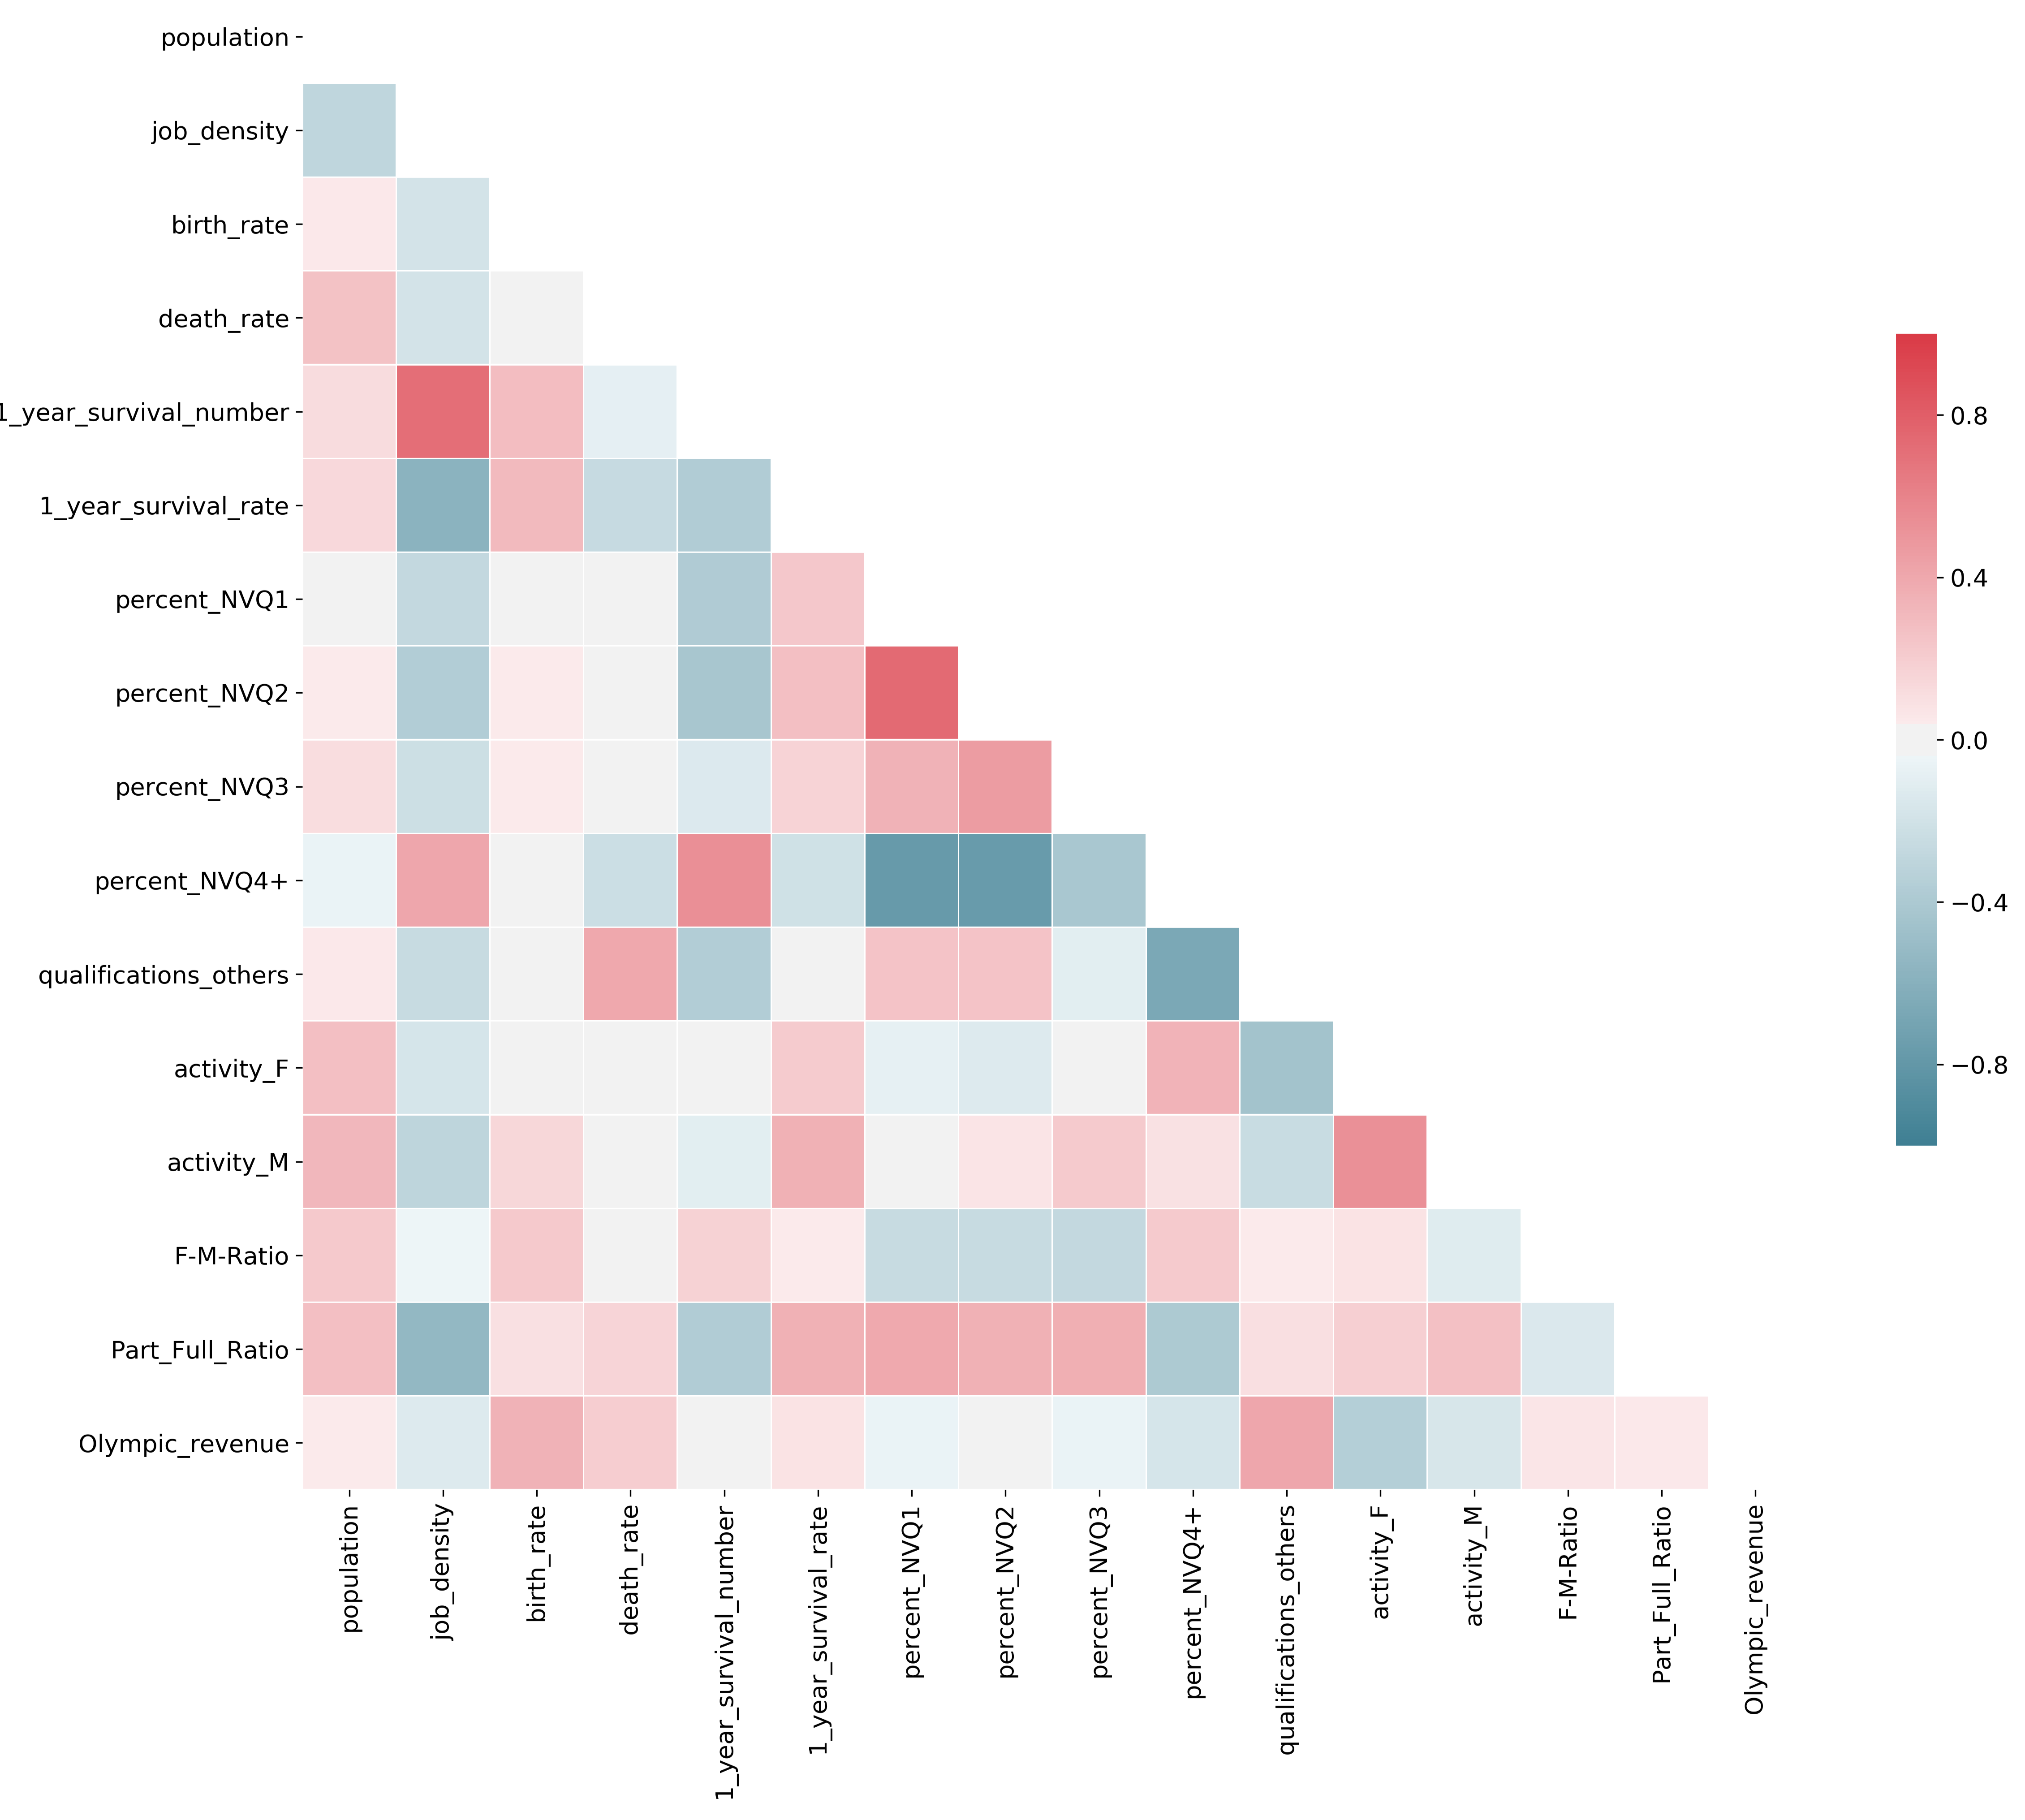 population
job_density
birth_rate
death_rate
1_year_survival_number
1_year_survival_rate
percent_NVQ1
percent_NVQ2
percent_NVQ3
percent_NVQ4+
qualifications_others
activity_F
activity_M
F-M-Ratio
Part_Full_Ratio
Olympic_revenue
population
job_density
birth_rate
death_rate
1_year_survival_number
1_year_survival_rate
percent_NVQ1
percent_NVQ2
percent_NVQ3
percent_NVQ4+
qualifications_others
activity_F
activity_M
F-M-Ratio
Part_Full_Ratio
Olympic_revenue
0.8
0.4
0.0
−0.4
−0.8